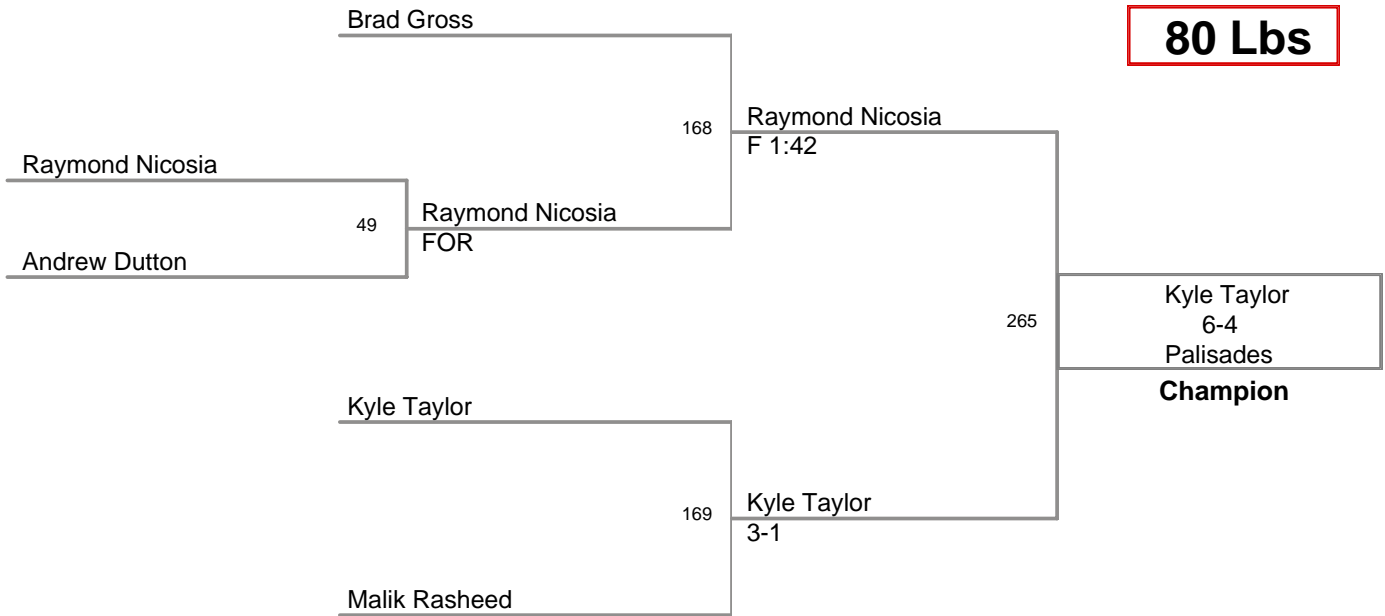 Brad Gross
80 Lbs
168
Raymond Nicosia
F 1:42
Raymond Nicosia
49
Raymond Nicosia
FOR
Andrew Dutton
265
Kyle Taylor
6-4
Palisades
Champion
Kyle Taylor
169
Kyle Taylor
3-1
Malik Rasheed